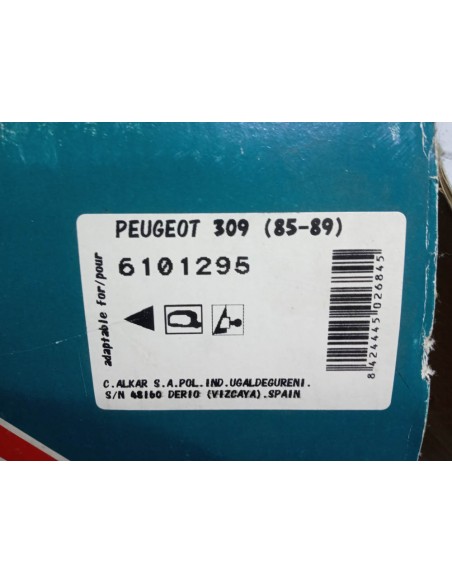 PEUGEOT 309 (85-89)
adaptable for/pour
6101295
8424445026845
C.ALKAR S.A.POL.IND.UGALDEGURENI.
S/N 48160 DERIO (VIZCAYA).SPAIN